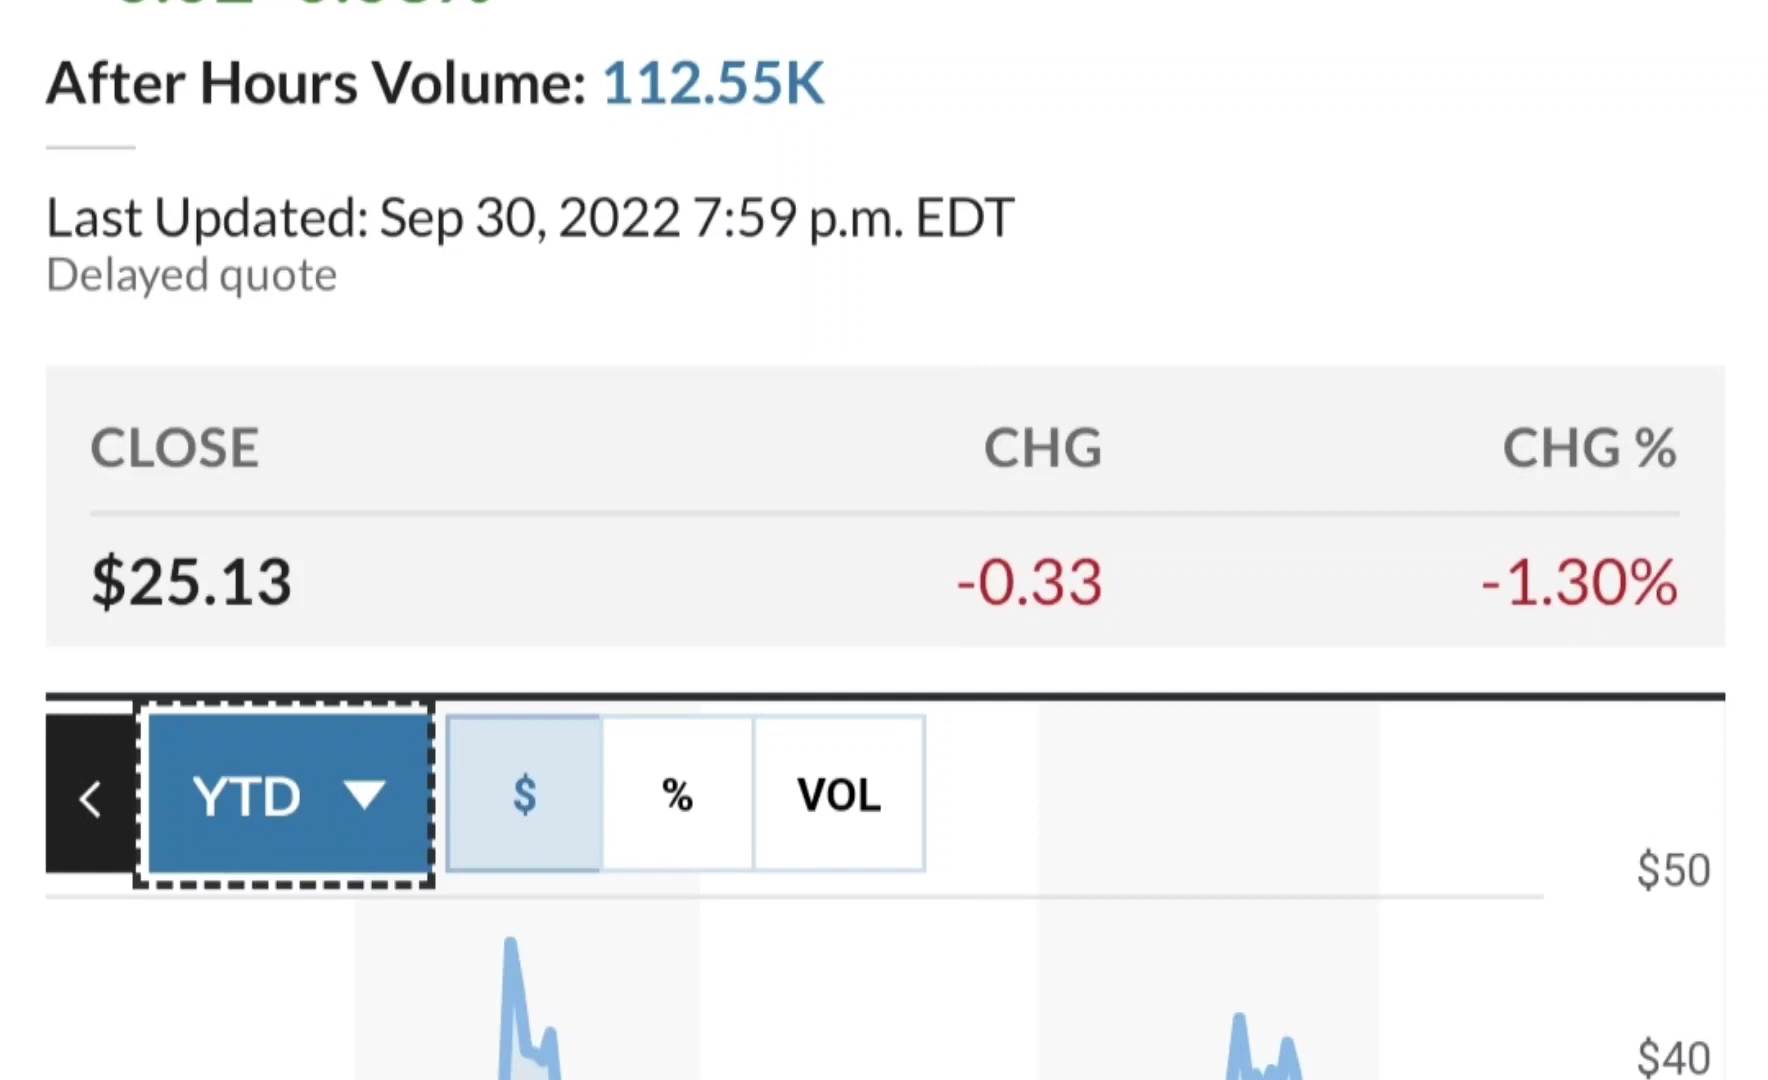 After Hours Volume: 112.55K
Last Updated: Sep 30, 2022 7:59 p.m. EDT
Delayed quote
CLOSE CHG CHG %
$25.13 -0.33 -1.30%
YTD $ % VOL
$50
$40